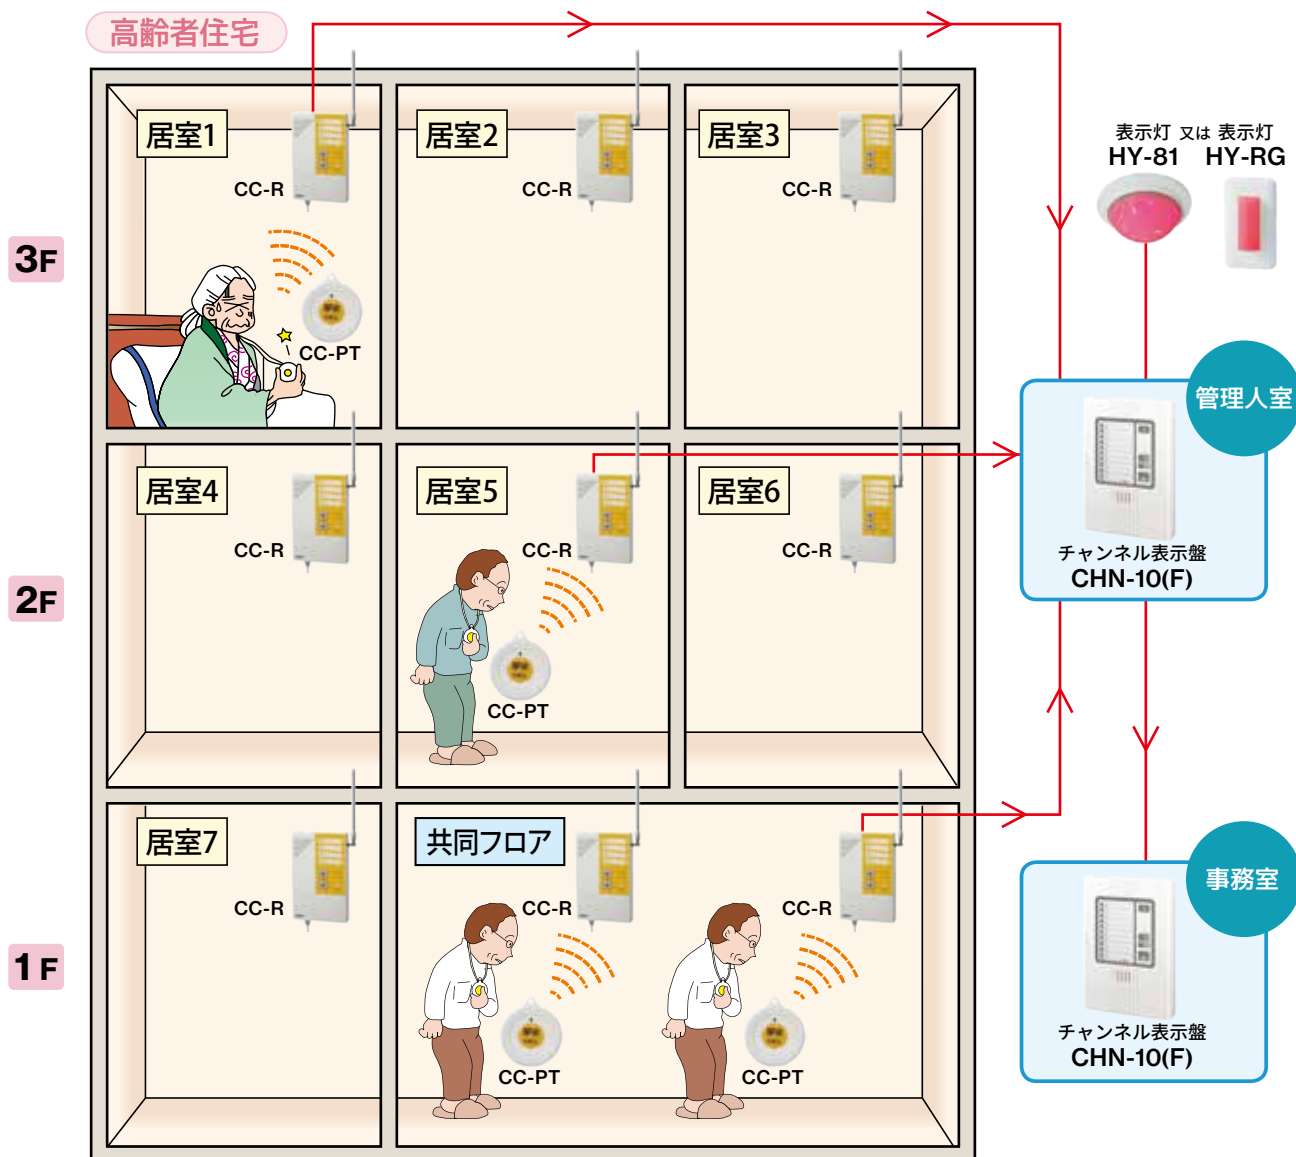 高齢者住宅
居室1
居室2
居室3
CC-R
CC-R
CC-R
表示灯 又は 表示灯
HY-81 HY-RG
3F
CC-PT
管理人室
居室4
居室5
居室6
CC-R
CC-R
CC-R
チャンネル表示盤
CHN-10(F)
2F
CC-PT
居室7
共同フロア
CC-R
CC-R
CC-R
事務室
1F
CC-PT
CC-PT
チャンネル表示盤
CHN-10(F)